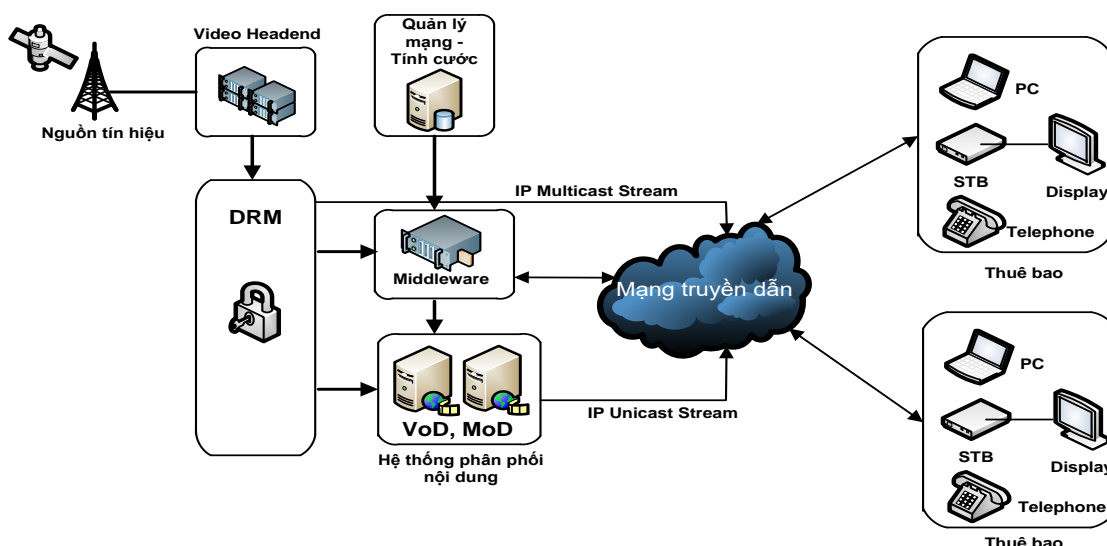 Video Headend
Quản lý
mạng -
Tính cước
Nguồn tín hiệu
PC
STB
Display
Telephone
Thuê bao
DRM
IP Multicast Stream
Middleware
Mạng truyền dẫn
VoD, MoD
IP Unicast Stream
Hệ thống phân phối
nội dung
PC
STB
Display
Telephone
Thuê bao